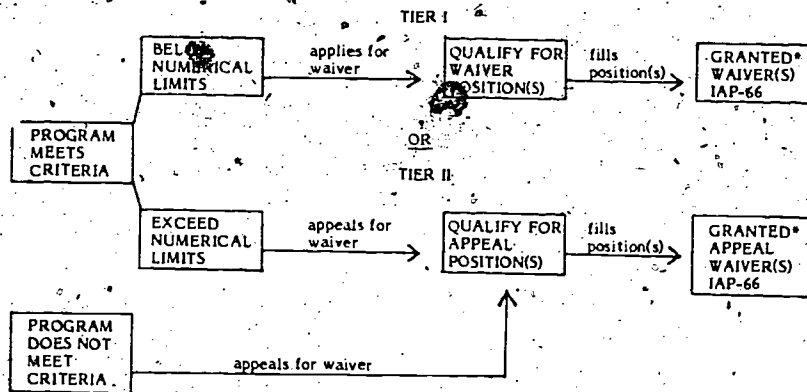 TIER I
BELOW
NUMERICAL
LIMITS
applies for
waiver
QUALIFY FOR
WAIVER
POSITION(S)
fills
position(s)
GRANTED*
WAIVER(S)
IAP-66
PROGRAM
MEETS
CRITERIA
OR
TIER II
EXCEED
NUMERICAL
LIMITS
appeals for
waiver
QUALIFY FOR
APPEAL
POSITION(S)
fills
position(s)
GRANTED*
APPEAL
WAIVER(S)
IAP-66
PROGRAM
DOES NOT
MEET
CRITERIA
appeals for waiver